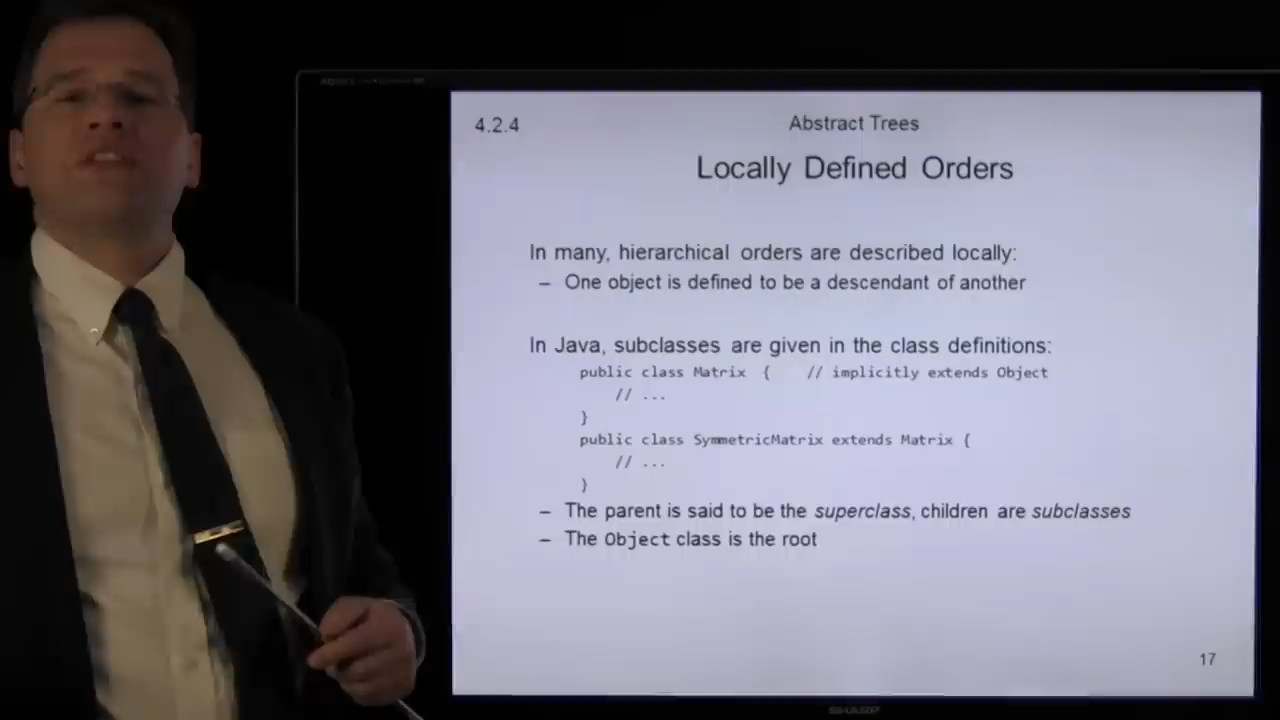 4.2.4
Abstract Trees
Locally Defined Orders
In many, hierarchical orders are described locally:
– One object is defined to be a descendant of another
In Java, subclasses are given in the class definitions:
public class Matrix { // implicitly extends Object
// ...
}
public class SymmetricMatrix extends Matrix {
// ...
}
– The parent is said to be the superclass, children are subclasses
– The Object class is the root
17
SHARP